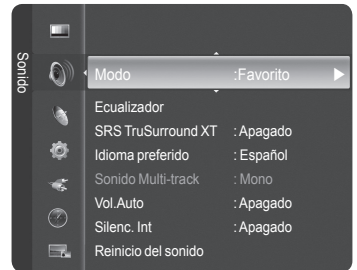 Sonido
Modo :Favorito
Ecualizador
SRS TruSurround XT : Apagado
Idioma preferido : Español
Sonido Multi-track : Mono
Vol.Auto : Apagado
Silenc. Int : Apagado
Reinicio del sonido